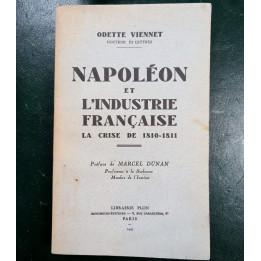 ODETTE VIENNET
DOCTEUR ÈS LETTRES
NAPOLÉON
ET
L'INDUSTRIE
FRANÇAISE
LA CRISE DE 1810-1811
Préface de MARCEL DUNAN
Professeur à la Sorbonne
Membre de l'Institut
LIBRAIRIE PLON
PARIS